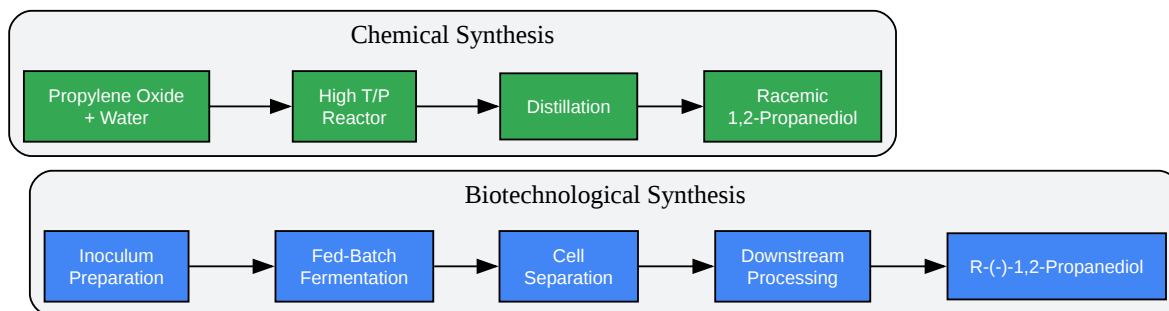 Chemical Synthesis
Propylene Oxide
+ Water
High T/P
Reactor
Distillation
Racemic
1,2-Propanediol
Biotechnological Synthesis
Inoculum
Preparation
Fed-Batch
Fermentation
Cell
Separation
Downstream
Processing
R-(-)-1,2-Propanediol